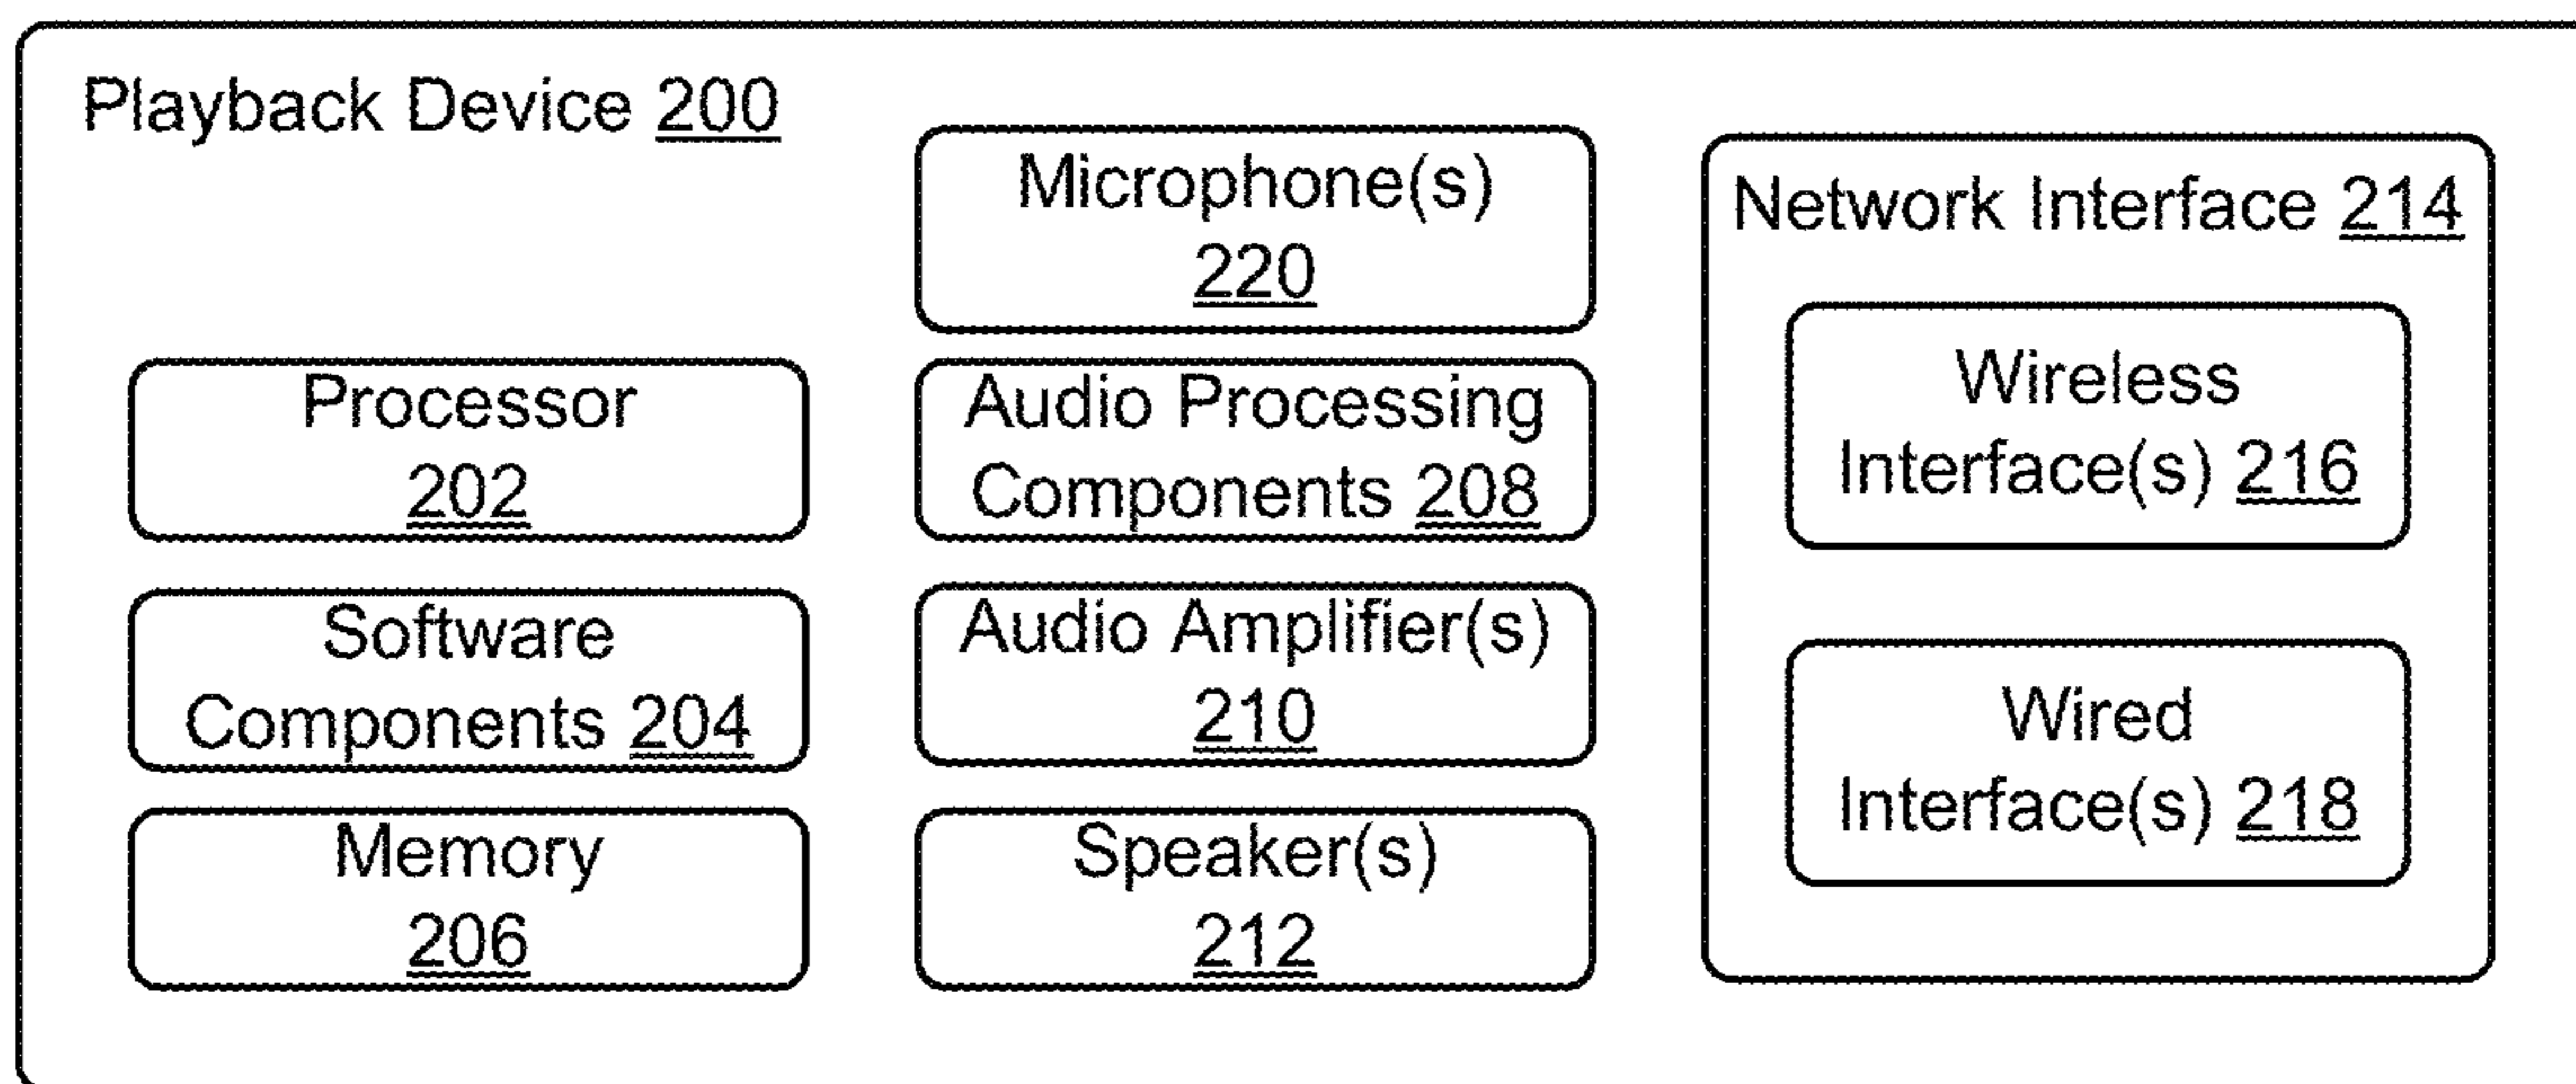 Playback Device 200
Processor
202
Software
Components 204
Memory
206
Microphone(s)
220
Audio Processing
Components 208
Audio Amplifier(s)
210
Speaker(s)
212
Network Interface 214
Wireless
Interface(s) 216
Wired
Interface(s) 218